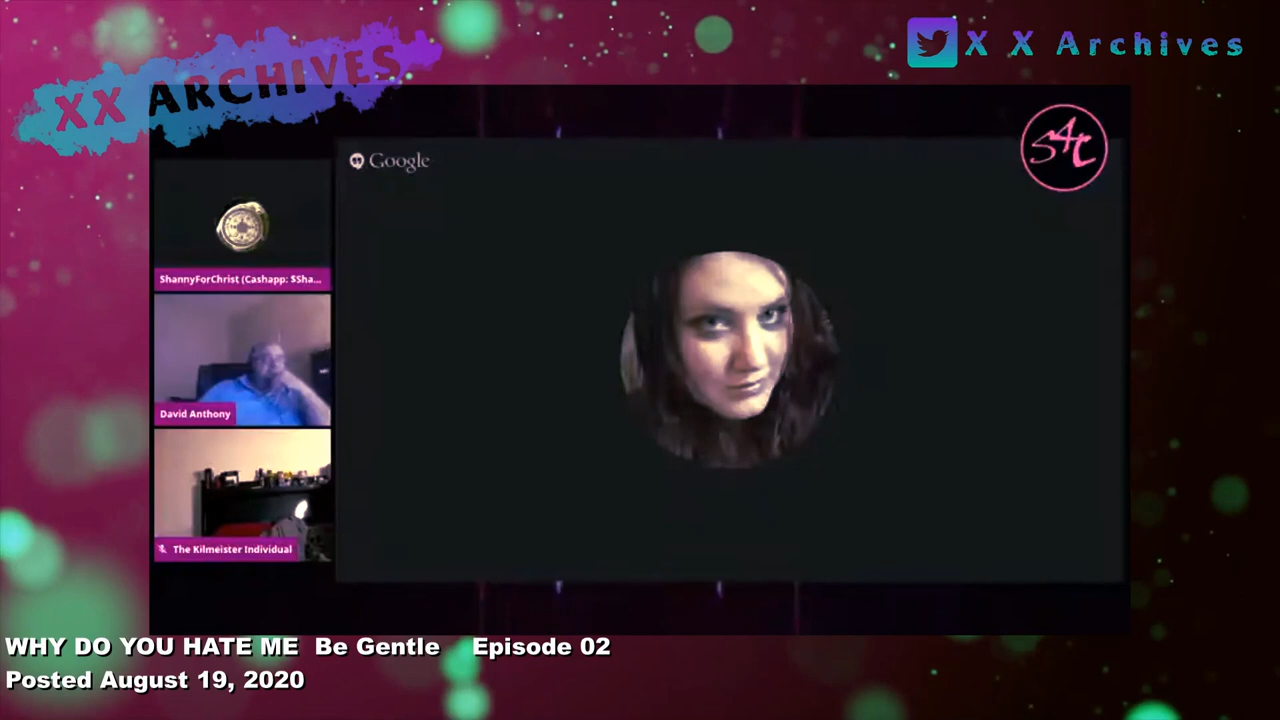 XX ARCHIVES
X X Archives
S4C
Google
ShannyForChrist (Cashapp: $Sha...
David Anthony
The Kilmeister Individual
WHY DO YOU HATE ME Be Gentle Episode 02
Posted August 19, 2020